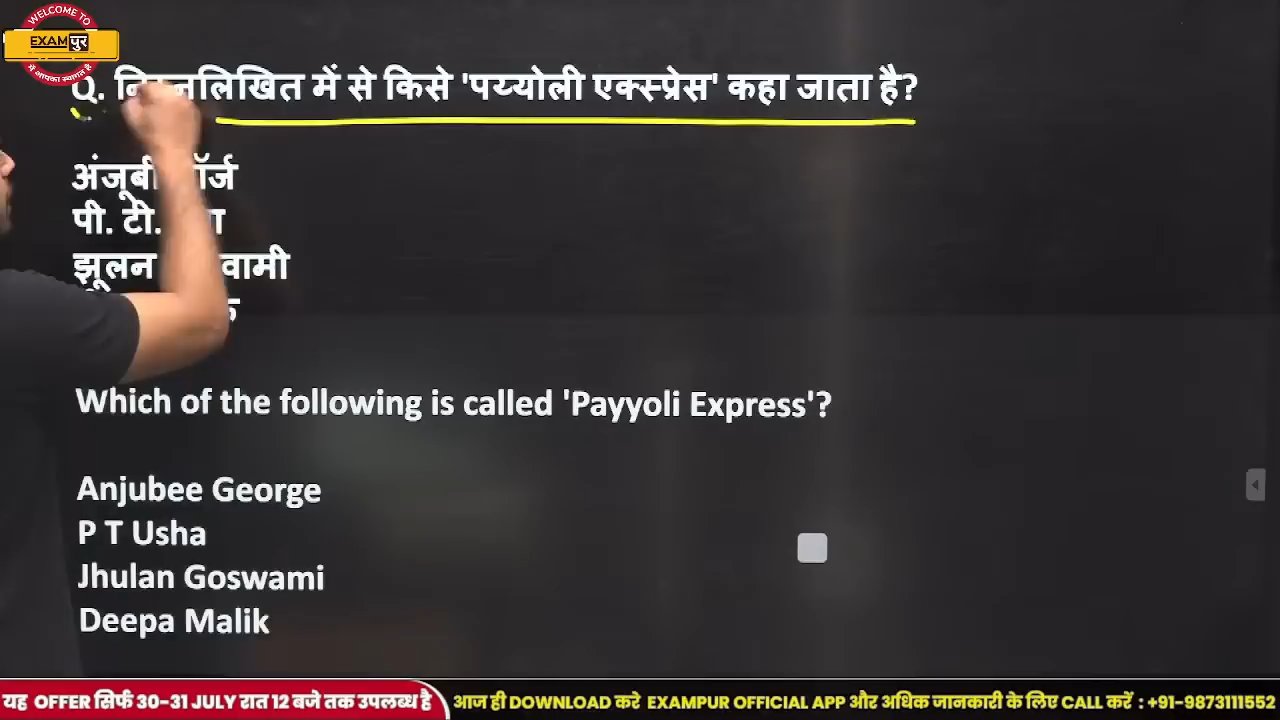 WELCOME TO
EXAMपुर
में आपका स्वागत है
Q. निम्नलिखित में से किसे 'पय्योली एक्स्प्रेस' कहा जाता है?
अंजूबी
पी. टी.
झूलन
Which of the following is called 'Payyoli Express'?
Anjubee George
P T Usha
Jhulan Goswami
Deepa Malik
यह OFFER सिर्फ 30-31 JULY रात 12 बजे तक उपलब्ध है
आज ही DOWNLOAD करे EXAMPUR OFFICIAL APP और अधिक जानकारी के लिए CALL करें : +91-9873111552